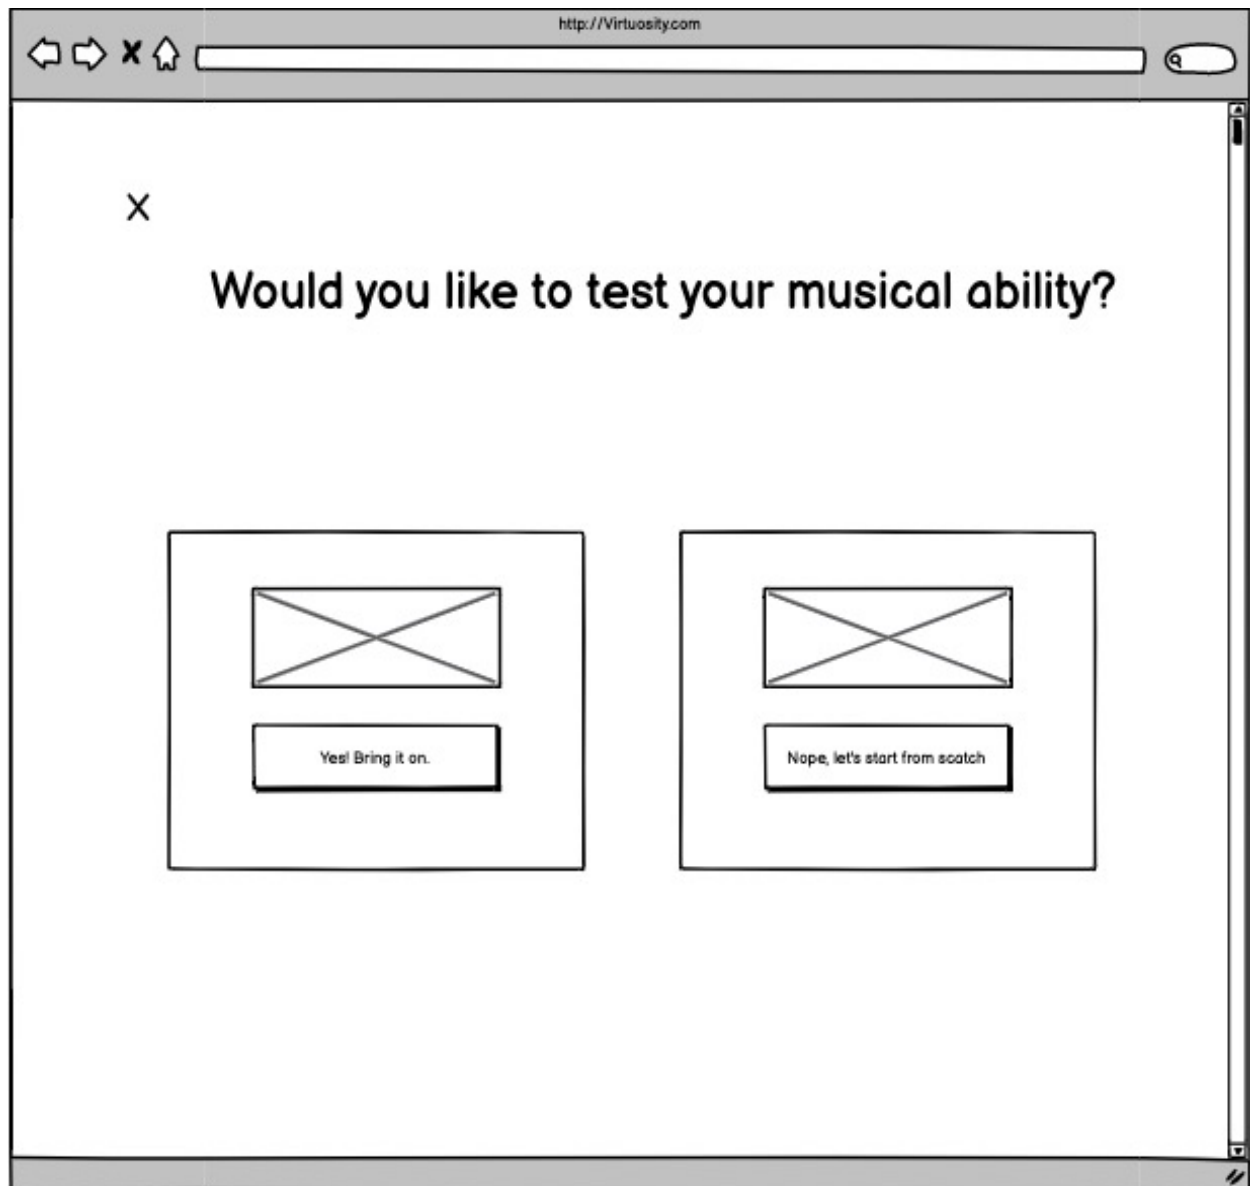 http://Virtuosity.com
X
Would you like to test your musical ability?
Yes! Bring it on.
Nope, let's start from scatch